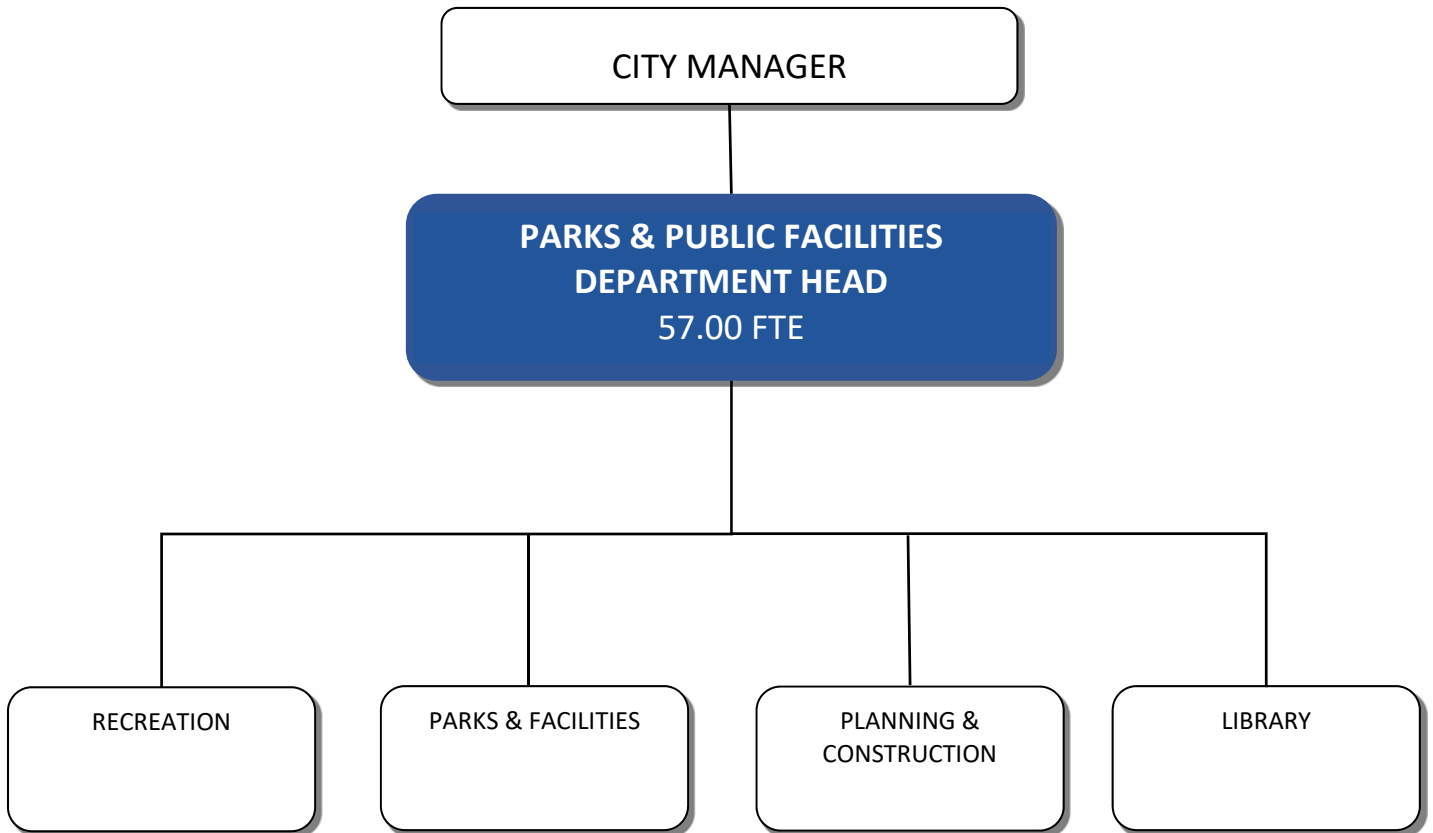 CITY MANAGER
PARKS & PUBLIC FACILITIES
DEPARTMENT HEAD
57.00 FTE
RECREATION
PARKS & FACILITIES
PLANNING &
CONSTRUCTION
LIBRARY